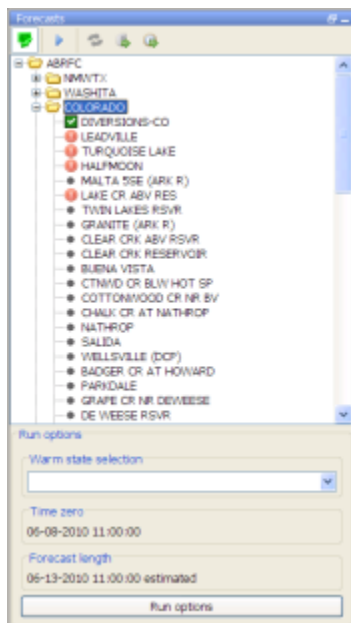 Forecasts
ABRFC
NMWTX
WASHITA
COLORADO
DIVERSIONS-CO
LEADVILLE
TURQUOISE LAKE
HALFMOON
MALTA 5SE (ARK R)
LAKE CR ABV RES
TWIN LAKES RSVR
GRANITE (ARK R)
CLEAR CRK ABV RSVR
CLEAR CRK RESERVOIR
BUENA VISTA
CTNWD CR BLW HOT SP
COTTONWOOD CR NR BV
CHALK CR AT NATHROP
NATHROP
SALIDA
WELLSVILLE (DCP)
BADGER CR AT HOWARD
PARKDALE
GRAPE CR NR DEWEESE
DE WEESE RSVR
Run options
Warm state selection
Time zero
06-08-2010 11:00:00
Forecast length
06-13-2010 11:00:00 estimated
Run options